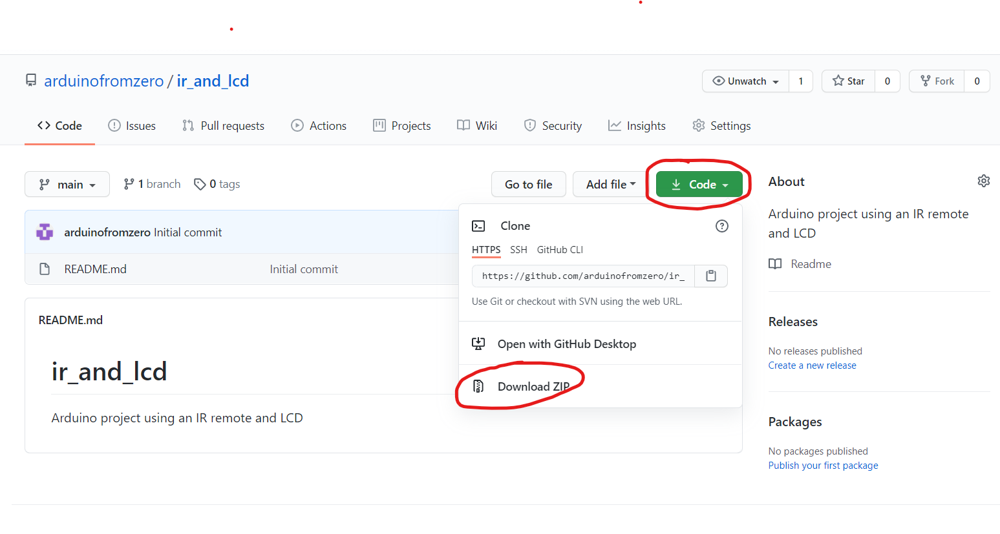 arduinofromzero / ir_and_lcd
Unwatch 1 Star 0 Fork 0
Code Issues Pull requests Actions Projects Wiki Security Insights Settings
main 1 branch 0 tags Go to file Add file Code
arduinofromzero Initial commit
README.md Initial commit
README.md
ir_and_lcd
Arduino project using an IR remote and LCD
Clone
HTTPS SSH GitHub CLI
https://github.com/arduinofromzero/ir_
Use Git or checkout with SVN using the web URL.
Open with GitHub Desktop
Download ZIP
About
Arduino project using an IR remote
and LCD
Readme
Releases
No releases published
Create a new release
Packages
No packages published
Publish your first package